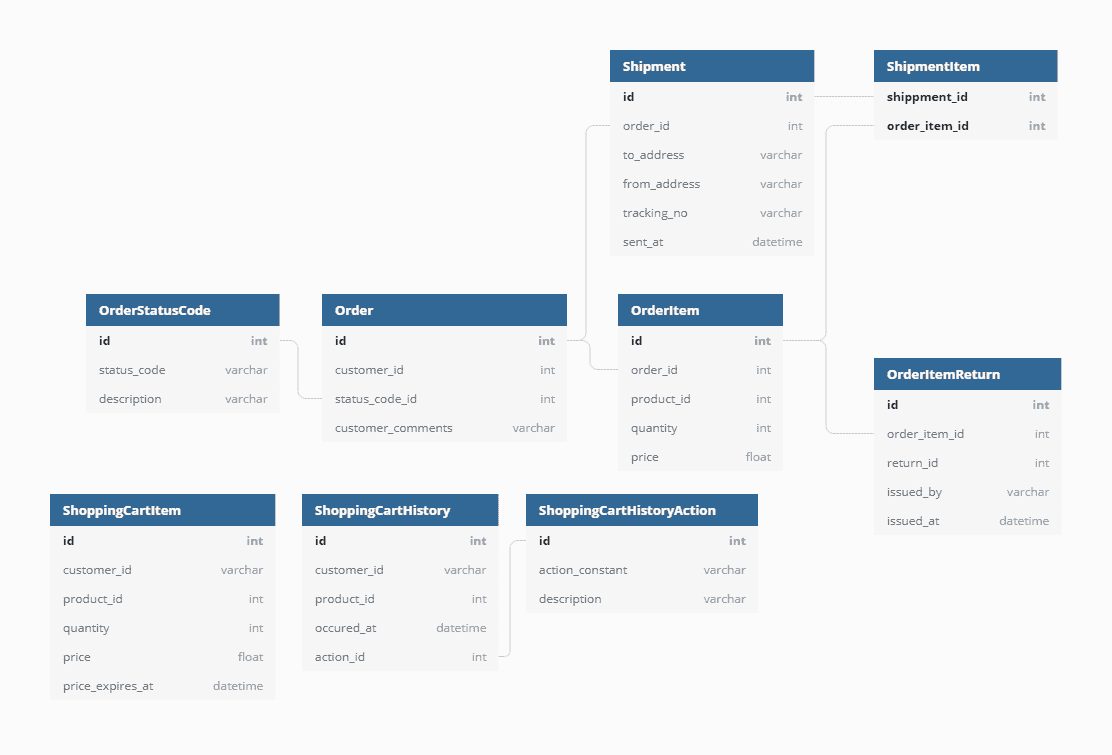 Shipment
id int
order_id int
to_address varchar
from_address varchar
tracking_no varchar
sent_at datetime
ShipmentItem
shippment_id int
order_item_id int
OrderStatusCode
id int
status_code varchar
description varchar
Order
id int
customer_id int
status_code_id int
customer_comments varchar
OrderItem
id int
order_id int
product_id int
quantity int
price float
OrderItemReturn
id int
order_item_id int
return_id int
issued_by varchar
issued_at datetime
ShoppingCartItem
id int
customer_id varchar
product_id int
quantity int
price float
price_expires_at datetime
ShoppingCartHistory
id int
customer_id varchar
product_id int
occured_at datetime
action_id int
ShoppingCartHistoryAction
id int
action_constant varchar
description varchar